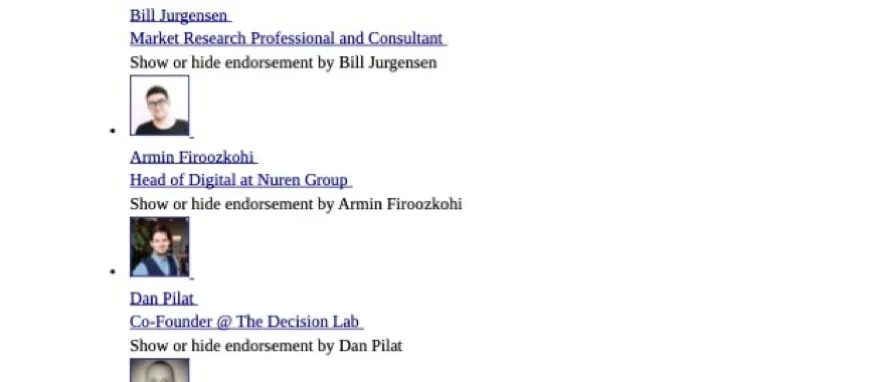 Bill Jurgensen
Market Research Professional and Consultant
Show or hide endorsement by Bill Jurgensen
Armin Firoozkohi
Head of Digital at Nuren Group
Show or hide endorsement by Armin Firoozkohi
Dan Pilat
Co-Founder @ The Decision Lab
Show or hide endorsement by Dan Pilat